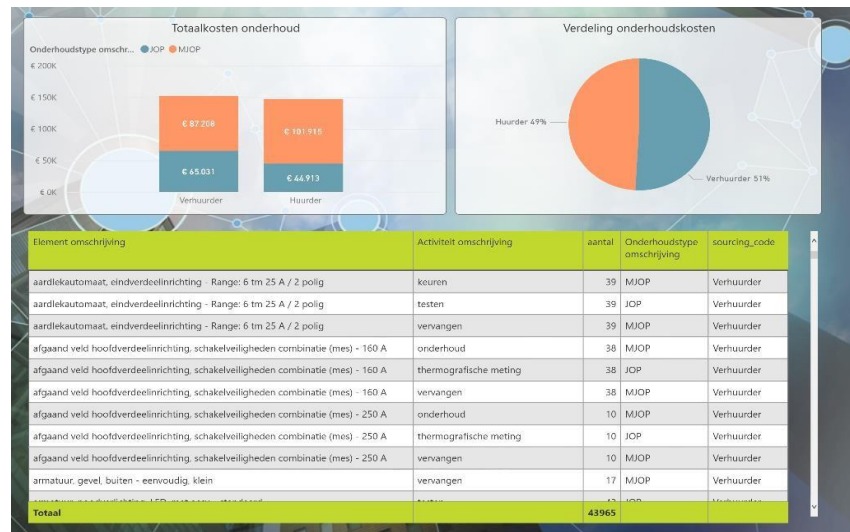 Totaalkosten onderhoud
Onderhoudstype omschr... JOP MJOP
€ 200K
€ 150K
€ 100K
€ 50K
€ 0K
€ 87.208
€ 65.031
€ 101.915
€ 44.913
Verhuurder Huurder
Verdeling onderhoudskosten
Huurder 49%
Verhuurder 51%
Element omschrijving Activiteit omschrijving aantal Onderhoudstype omschrijving sourcing_code
aardlekautomaat, eindverdeelinrichting - Range: 6 tm 25 A / 2 polig keuren 39 MJOP Verhuurder
aardlekautomaat, eindverdeelinrichting - Range: 6 tm 25 A / 2 polig testen 39 JOP Verhuurder
aardlekautomaat, eindverdeelinrichting - Range: 6 tm 25 A / 2 polig vervangen 39 MJOP Verhuurder
afgaand veld hoofdverdeelinrichting, schakelveiligheden combinatie (mes) - 160 A onderhoud 38 MJOP Verhuurder
afgaand veld hoofdverdeelinrichting, schakelveiligheden combinatie (mes) - 160 A thermografische meting 38 JOP Verhuurder
afgaand veld hoofdverdeelinrichting, schakelveiligheden combinatie (mes) - 160 A vervangen 38 MJOP Verhuurder
afgaand veld hoofdverdeelinrichting, schakelveiligheden combinatie (mes) - 250 A onderhoud 10 MJOP Verhuurder
afgaand veld hoofdverdeelinrichting, schakelveiligheden combinatie (mes) - 250 A thermografische meting 10 JOP Verhuurder
afgaand veld hoofdverdeelinrichting, schakelveiligheden combinatie (mes) - 250 A vervangen 10 MJOP Verhuurder
armatuur, gevel, buiten - eenvoudig, klein vervangen 17 MJOP Verhuurder
Totaal 43965